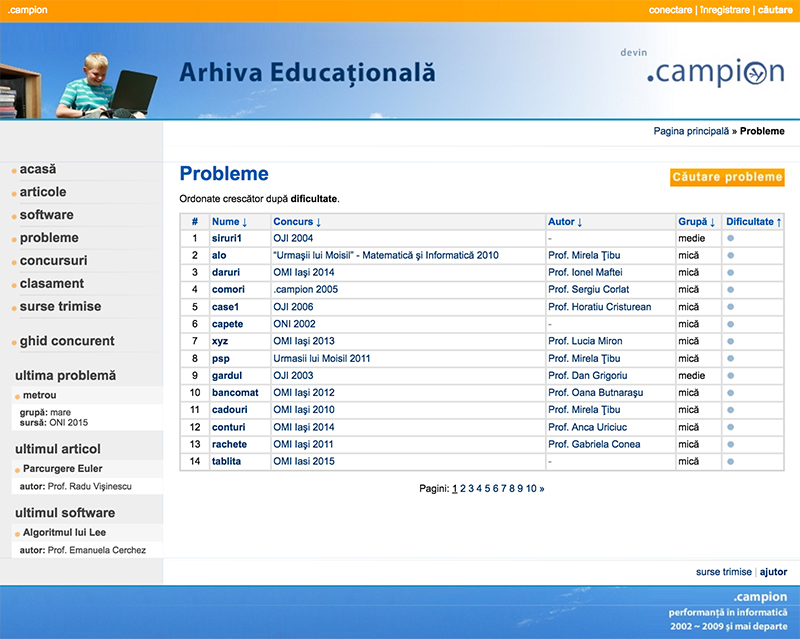 .campion
conectare | înregistrare | căutare
Arhiva Educațională
devin
.campion
Pagina principală » Probleme
acasă
articole
software
probleme
concursuri
clasament
surse trimise
ghid concurent
ultima problemă
metrou
grupă: mare
sursă: ONI 2015
ultimul articol
Parcurgere Euler
autor: Prof. Radu Vişinescu
ultimul software
Algoritmul lui Lee
autor: Prof. Emanuela Cerchez
Probleme
Căutare probleme
Ordonate crescător după dificultate.
# Nume ↓ Concurs ↓ Autor ↓ Grupă ↓ Dificultate ↑
1 siruri1 OJI 2004 - medie
2 alo "Urmaşii lui Moisil" - Matematică şi Informatică 2010 Prof. Mirela Ţibu mică
3 daruri OMI Iaşi 2014 Prof. Ionel Maftei mică
4 comori .campion 2005 Prof. Sergiu Corlat mică
5 case1 OJI 2006 Prof. Horatiu Cristurean mică
6 capete ONI 2002 - mică
7 xyz OMI Iaşi 2013 Prof. Lucia Miron mică
8 psp Urmasii lui Moisil 2011 Prof. Mirela Ţibu mică
9 gardul OJI 2003 Prof. Dan Grigoriu medie
10 bancomat OMI Iaşi 2012 Prof. Oana Butnaraşu mică
11 cadouri OMI Iaşi 2010 Prof. Mirela Ţibu mică
12 conturi OMI Iaşi 2014 Prof. Anca Uriciuc mică
13 rachete OMI Iaşi 2011 Prof. Gabriela Conea mică
14 tablita OMI Iasi 2015 - mică
Pagini: 1 2 3 4 5 6 7 8 9 10 »
surse trimise | ajutor
.campion
performanță în informatică
2002 ~ 2009 și mai departe